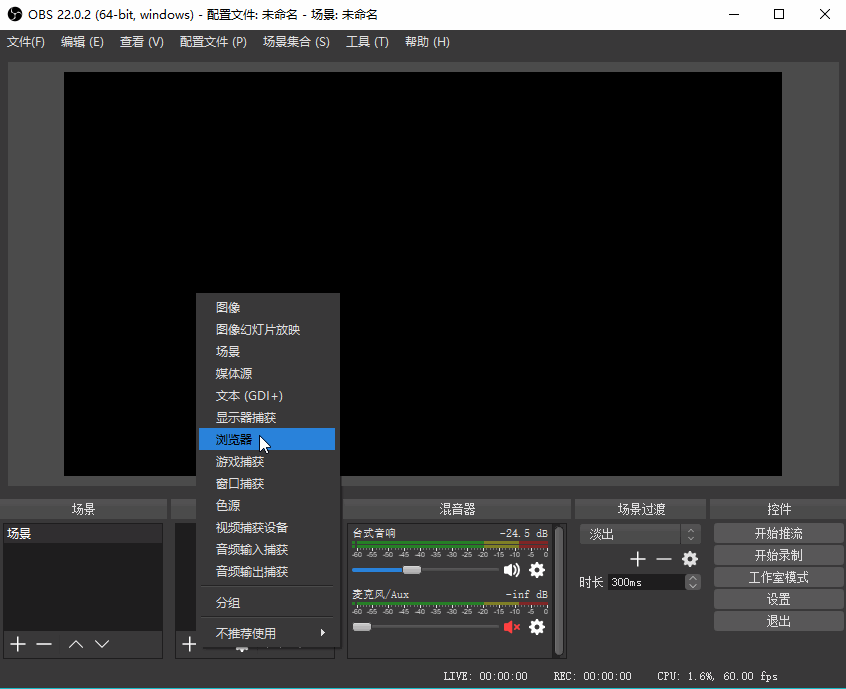 OBS 22.0.2 (64-bit, windows) - 配置文件: 未命名 - 场景: 未命名
文件(F) 编辑 (E) 查看 (V) 配置文件 (P) 场景集合 (S) 工具 (T) 帮助 (H)
图像
图像幻灯片放映
场景
媒体源
文本 (GDI+)
显示器捕获
浏览器
游戏捕获
窗口捕获
色源
视频捕获设备
音频输入捕获
音频输出捕获
分组
不推荐使用
场景
场景
混音器
台式音响 -24.5 dB
-60 -55 -50 -45 -40 -35 -30 -25 -20 -15 -10 -5 0
麦克风/Aux -inf dB
-60 -55 -50 -45 -40 -35 -30 -25 -20 -15 -10 -5 0
场景过渡
淡出
时长 300ms
控件
开始推流
开始录制
工作室模式
设置
退出
LIVE: 00:00:00 REC: 00:00:00 CPU: 1.6%, 60.00 fps